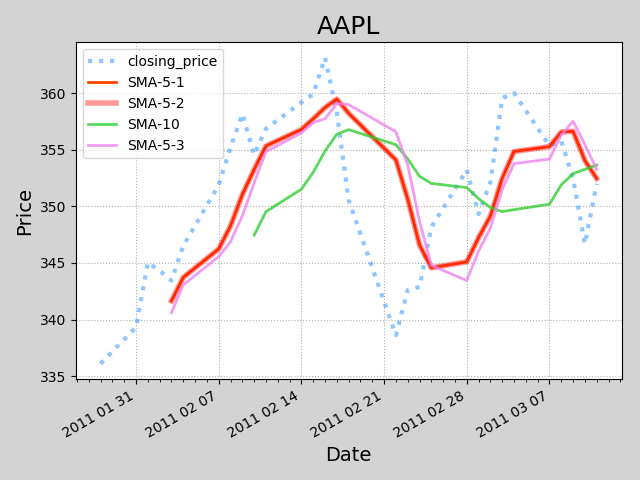 AAPL
closing_price
SMA-5-1
SMA-5-2
SMA-10
SMA-5-3
Price
360
355
350
345
340
335
2011 01 31
2011 02 07
2011 02 14
2011 02 21
2011 02 28
2011 03 07
Date